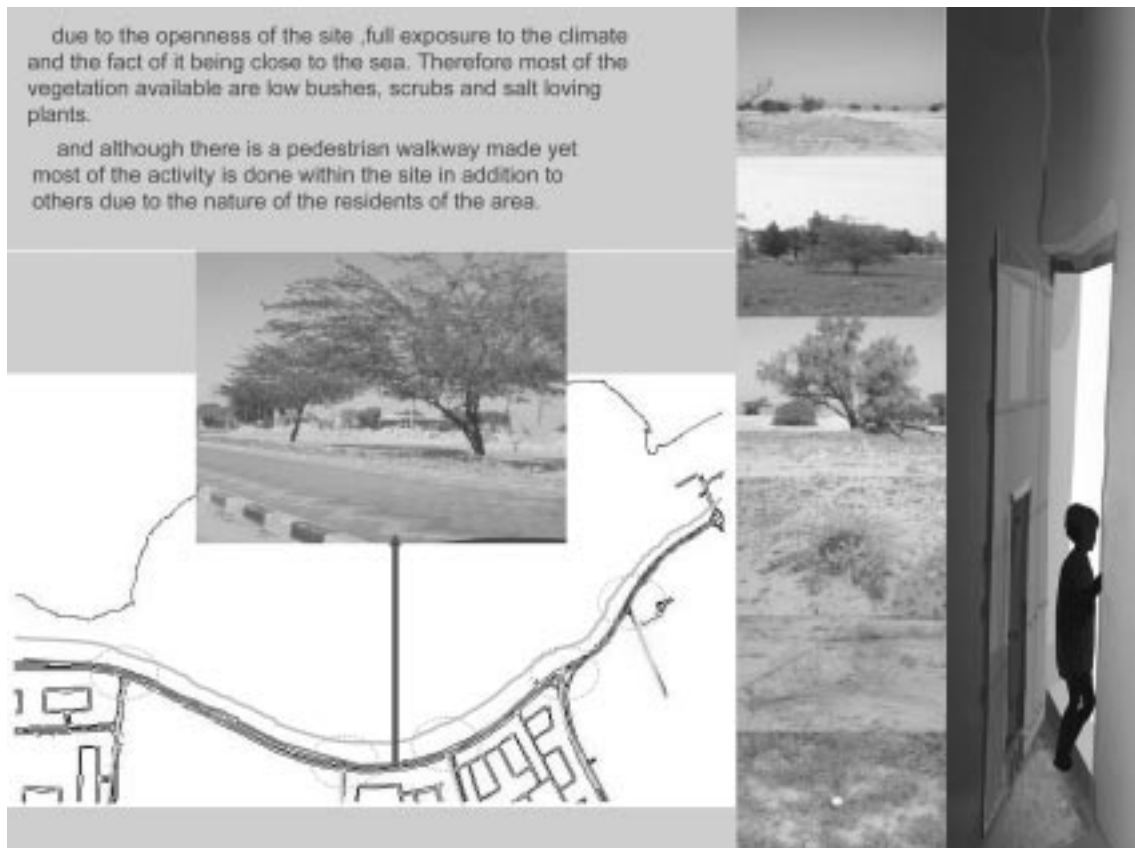 due to the openness of the site ,full exposure to the climate
and the fact of it being close to the sea. Therefore most of the
vegetation available are low bushes, scrubs and salt loving
plants.
and although there is a pedestrian walkway made yet
most of the activity is done within the site in addition to
others due to the nature of the residents of the area.